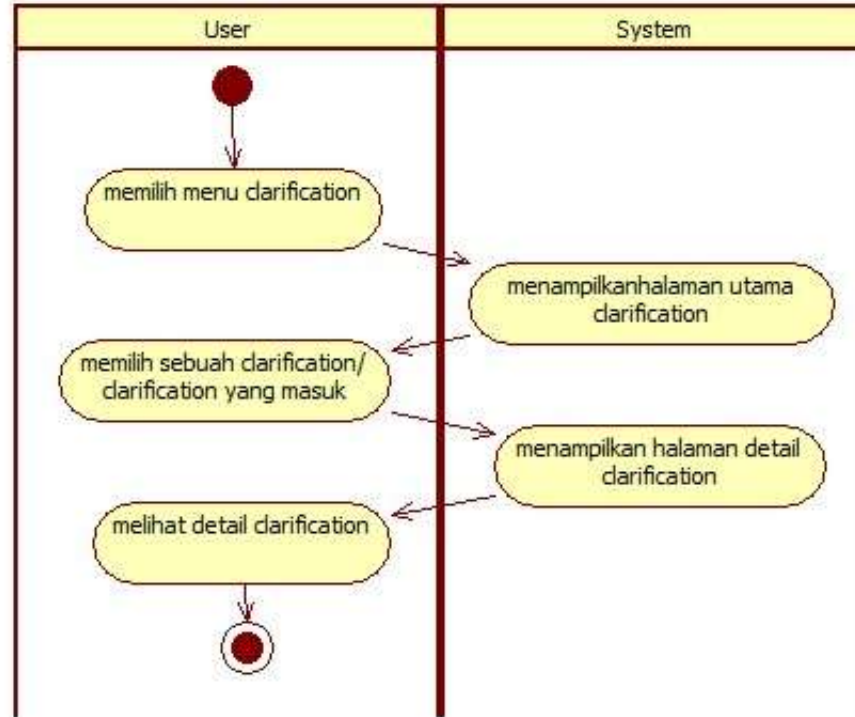 User
System
memilih menu clarification
menampilkanhalaman utama
clarification
memilih sebuah clarification/
clarification yang masuk
menampilkan halaman detail
clarification
melihat detail clarification